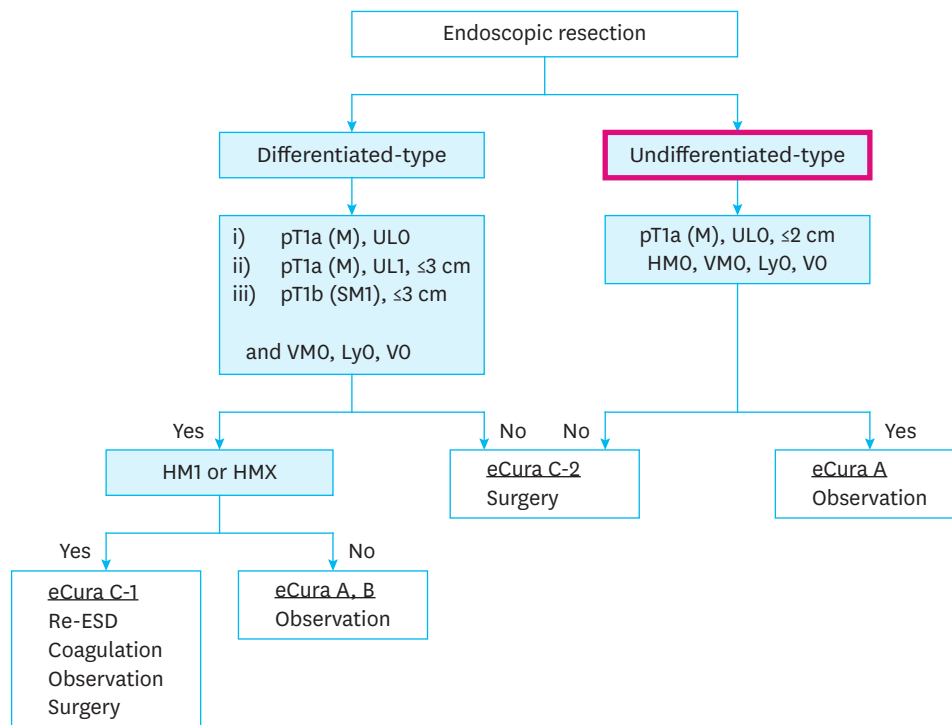 Endoscopic resection
Differentiated-type
Undifferentiated-type
i) pT1a (M), UL0
ii) pT1a (M), UL1, ≤3 cm
iii) pT1b (SM1), ≤3 cm
and VM0, Ly0, V0
pT1a (M), UL0, ≤2 cm
HM0, VM0, Ly0, V0
Yes
No
No
Yes
HM1 or HMX
eCura C-2
Surgery
eCura A
Observation
Yes
No
eCura C-1
Re-ESD
Coagulation
Observation
Surgery
eCura A, B
Observation